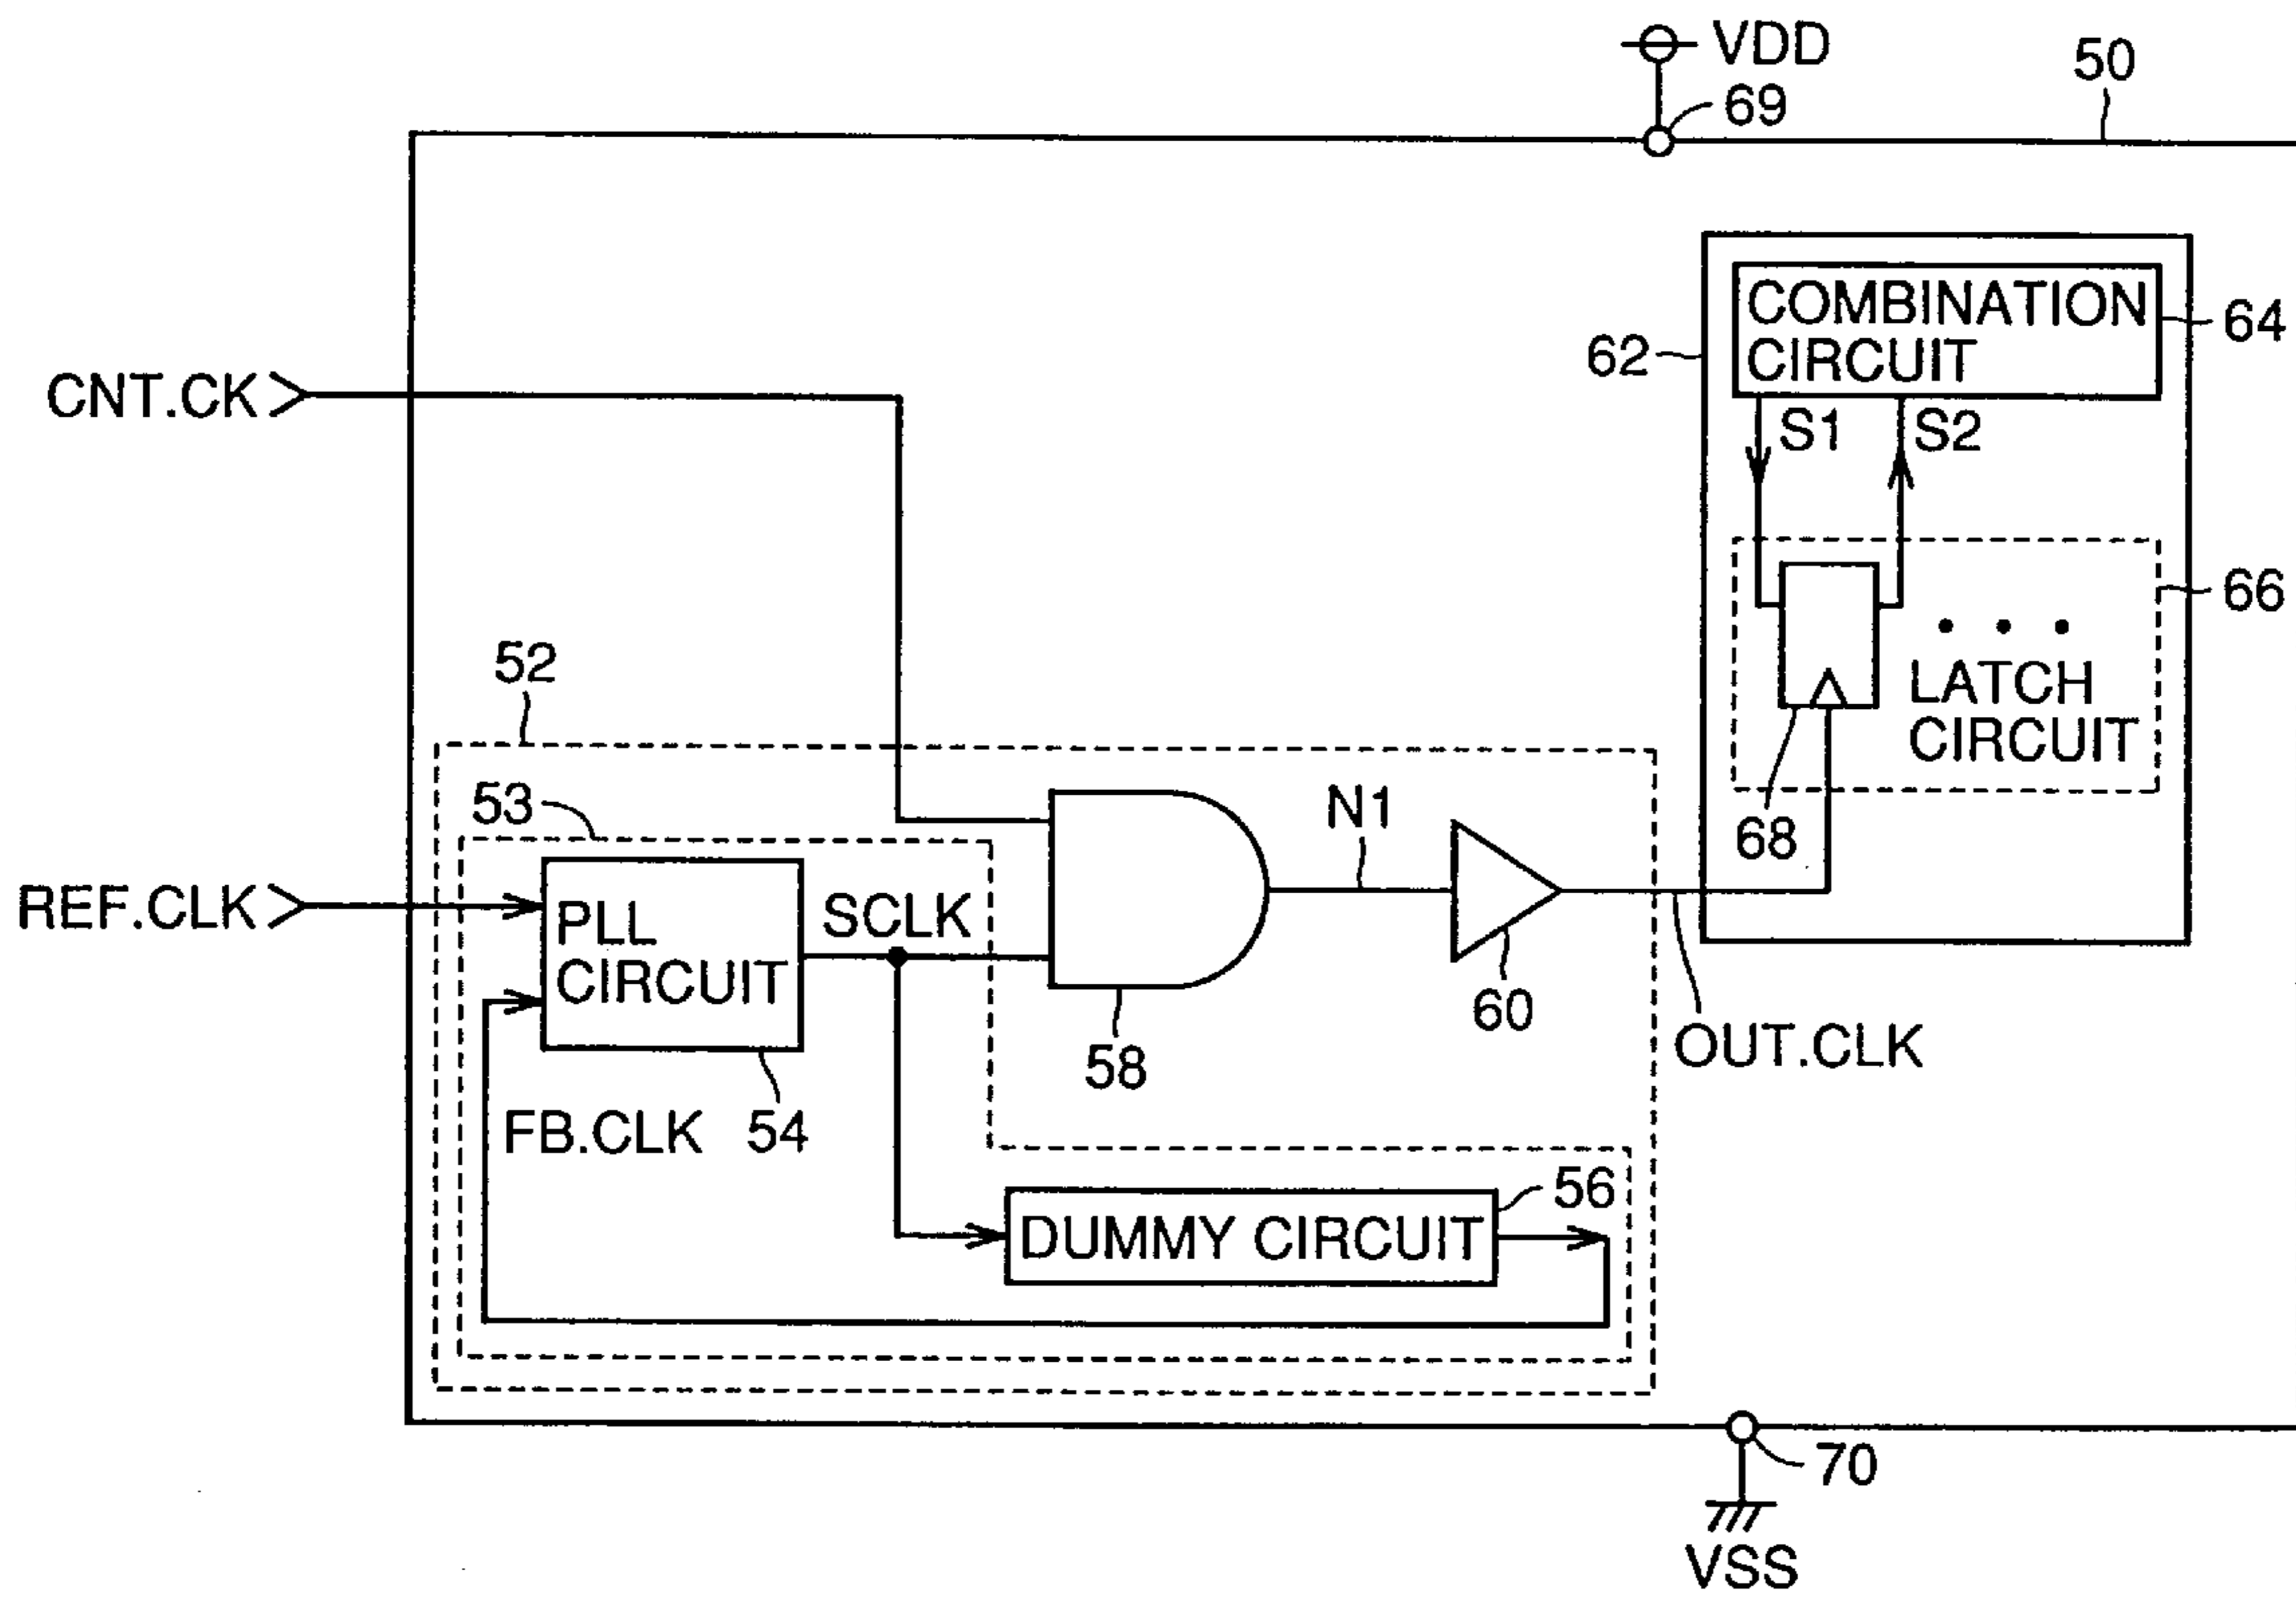 VDD
50
69
COMBINATION
CIRCUIT
64
62
CNT.CK
S1
S2
66
52
LATCH
CIRCUIT
53
N1
68
REF.CLK
PLL
CIRCUIT
SCLK
60
OUT.CLK
58
FB.CLK
54
56
DUMMY CIRCUIT
70
VSS